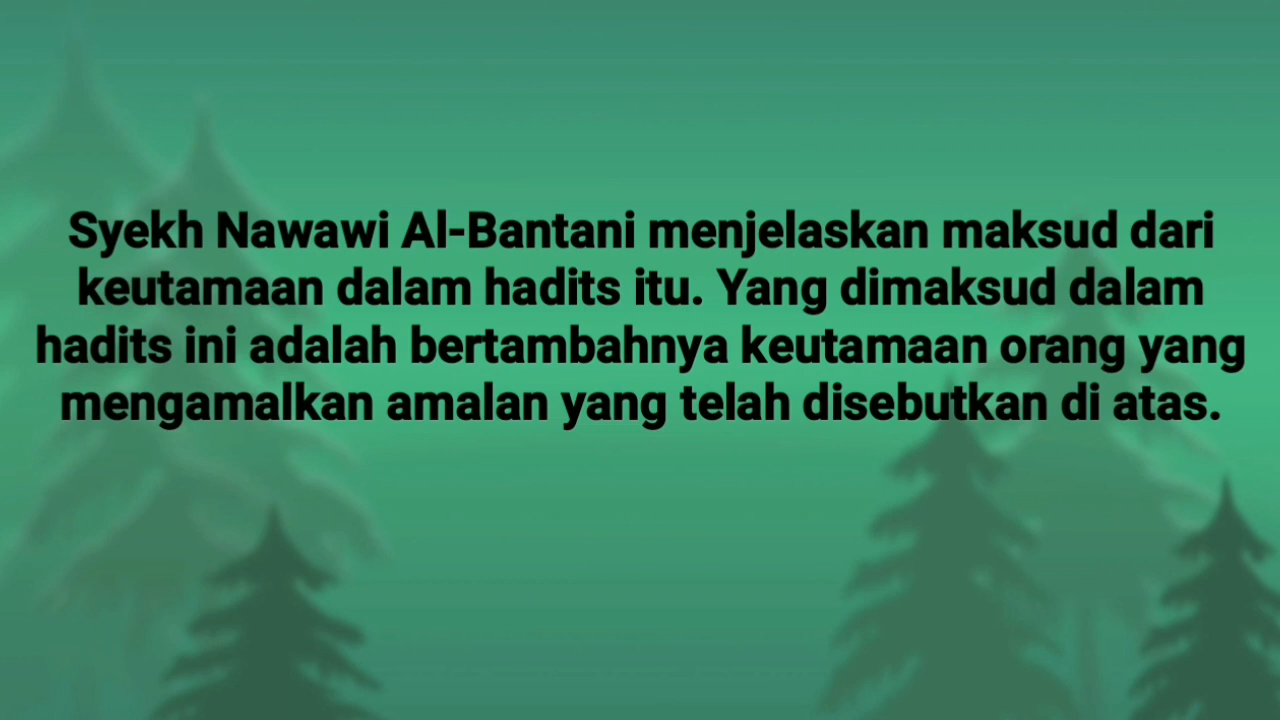 Syekh Nawawi Al-Bantani menjelaskan maksud dari
keutamaan dalam hadits itu. Yang dimaksud dalam
hadits ini adalah bertambahnya keutamaan orang yang
mengamalkan amalan yang telah disebutkan di atas.